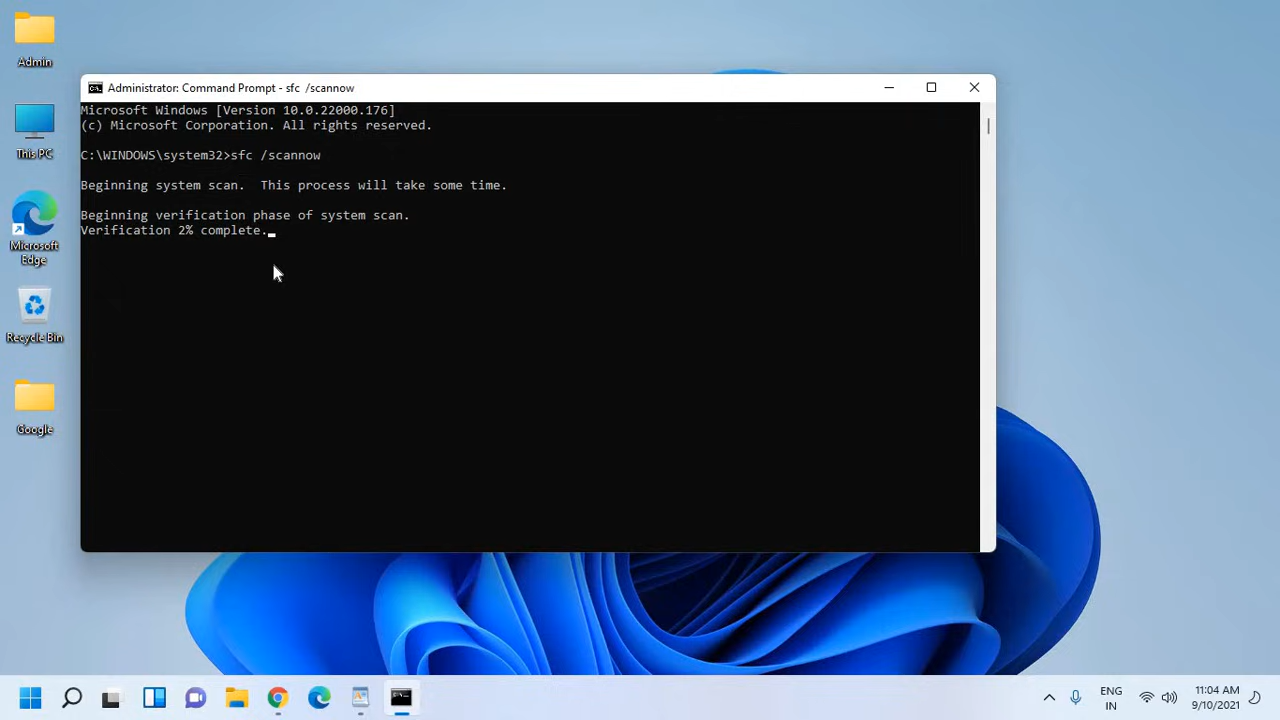 Admin
This PC
Microsoft
Edge
Recycle Bin
Google
Administrator: Command Prompt - sfc  /scannow
Microsoft Windows [Version 10.0.22000.176]
(c) Microsoft Corporation. All rights reserved.
C:\WINDOWS\system32>sfc /scannow
Beginning system scan.  This process will take some time.
Beginning verification phase of system scan.
Verification 2% complete.
ENG
IN
11:04 AM
9/10/2021